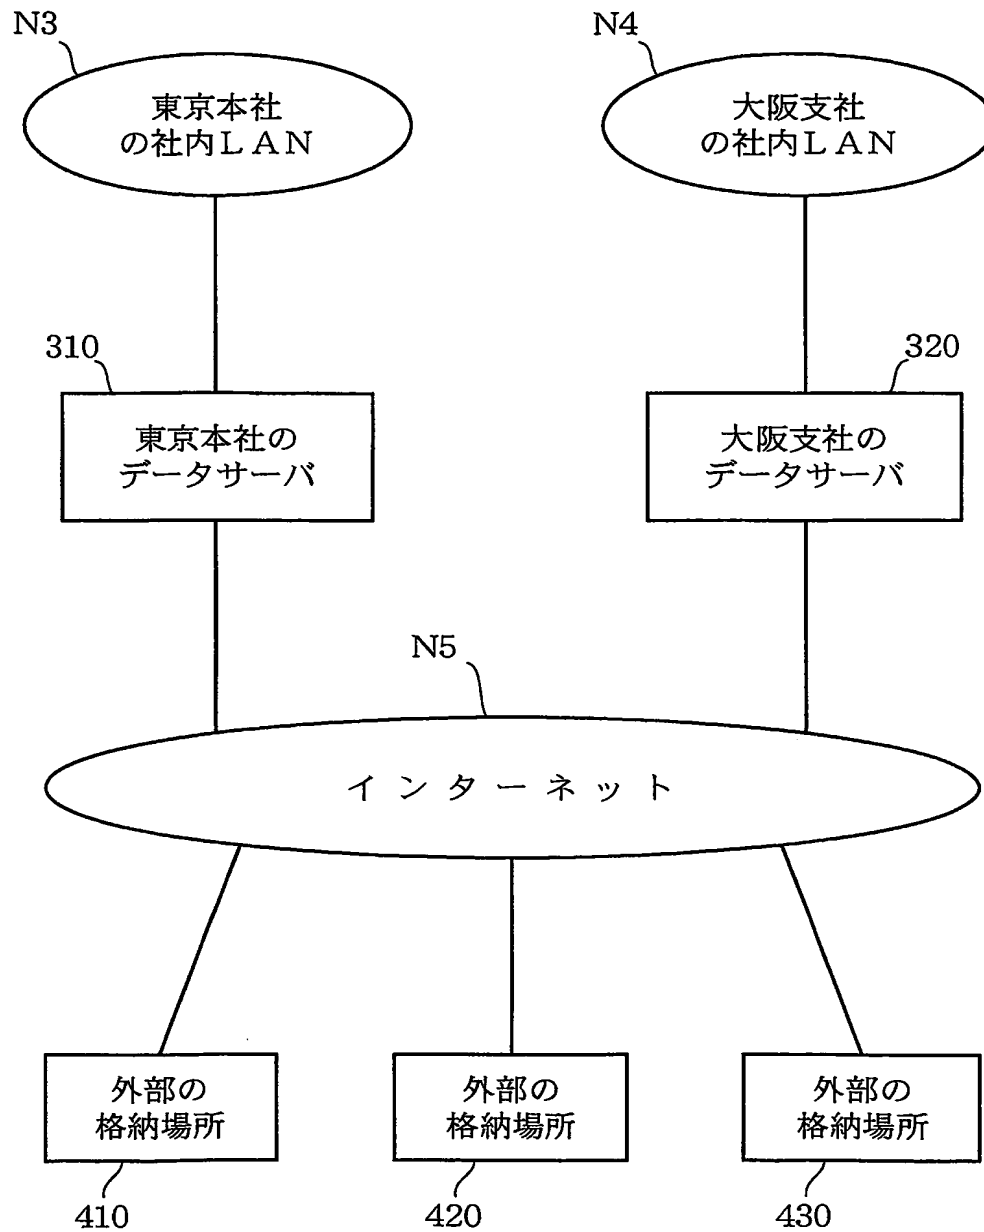 N3
N4
東京本社
の社内LAN
大阪支社
の社内LAN
310
320
東京本社の
データサーバ
大阪支社の
データサーバ
N5
インターネット
外部の
格納場所
外部の
格納場所
外部の
格納場所
410
420
430